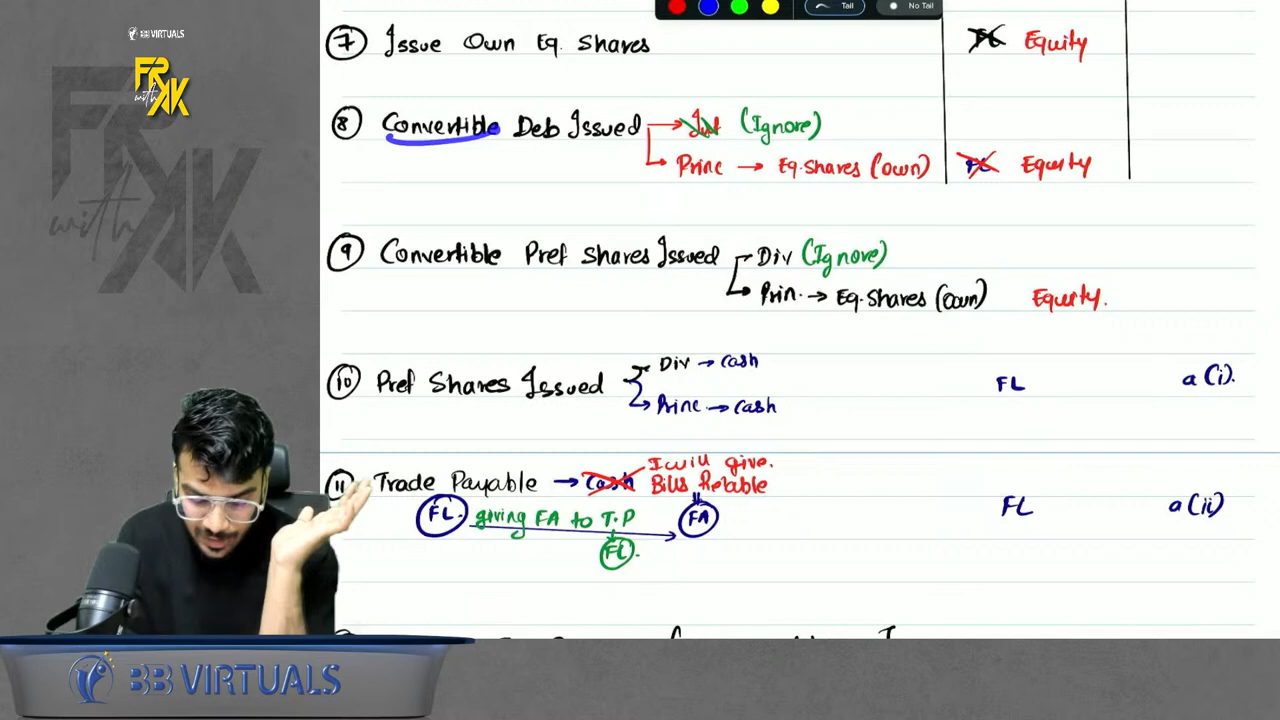 BB VIRTUALS
FR
with
AK
Tail
No Tail
7 Issue Own Eq. Shares Equity
8 Convertible Deb Issued → Int (Ignore)
Princ → Eq. Shares (own) FL Equity
9 Convertible Pref Shares Issued Div (Ignore)
Prin. → Eq. Shares (own) Equity.
10 Pref Shares Issued Div → Cash
Princ → Cash FL a(i).
11 Trade Payable → Cash I will give.
Bills Reiable
FL giving FA to T.P FA FL a(ii)
FL.
BB VIRTUALS